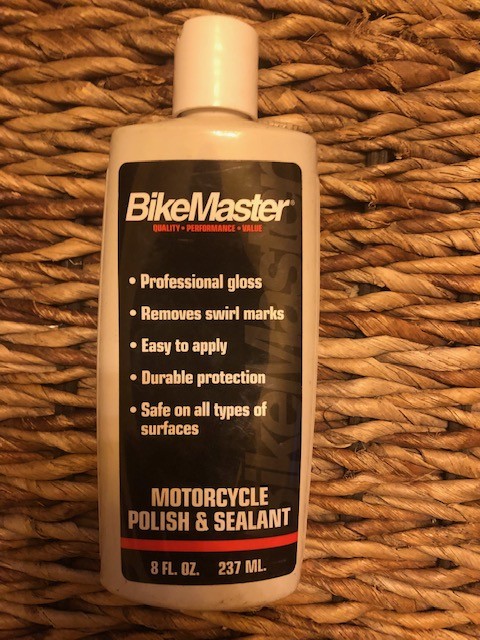 BikeMaster®
QUALITY • PERFORMANCE • VALUE
• Professional gloss
• Removes swirl marks
• Easy to apply
• Durable protection
• Safe on all types of
surfaces
BikeMaster
MOTORCYCLE
POLISH & SEALANT
8 FL. OZ. 237 ML.